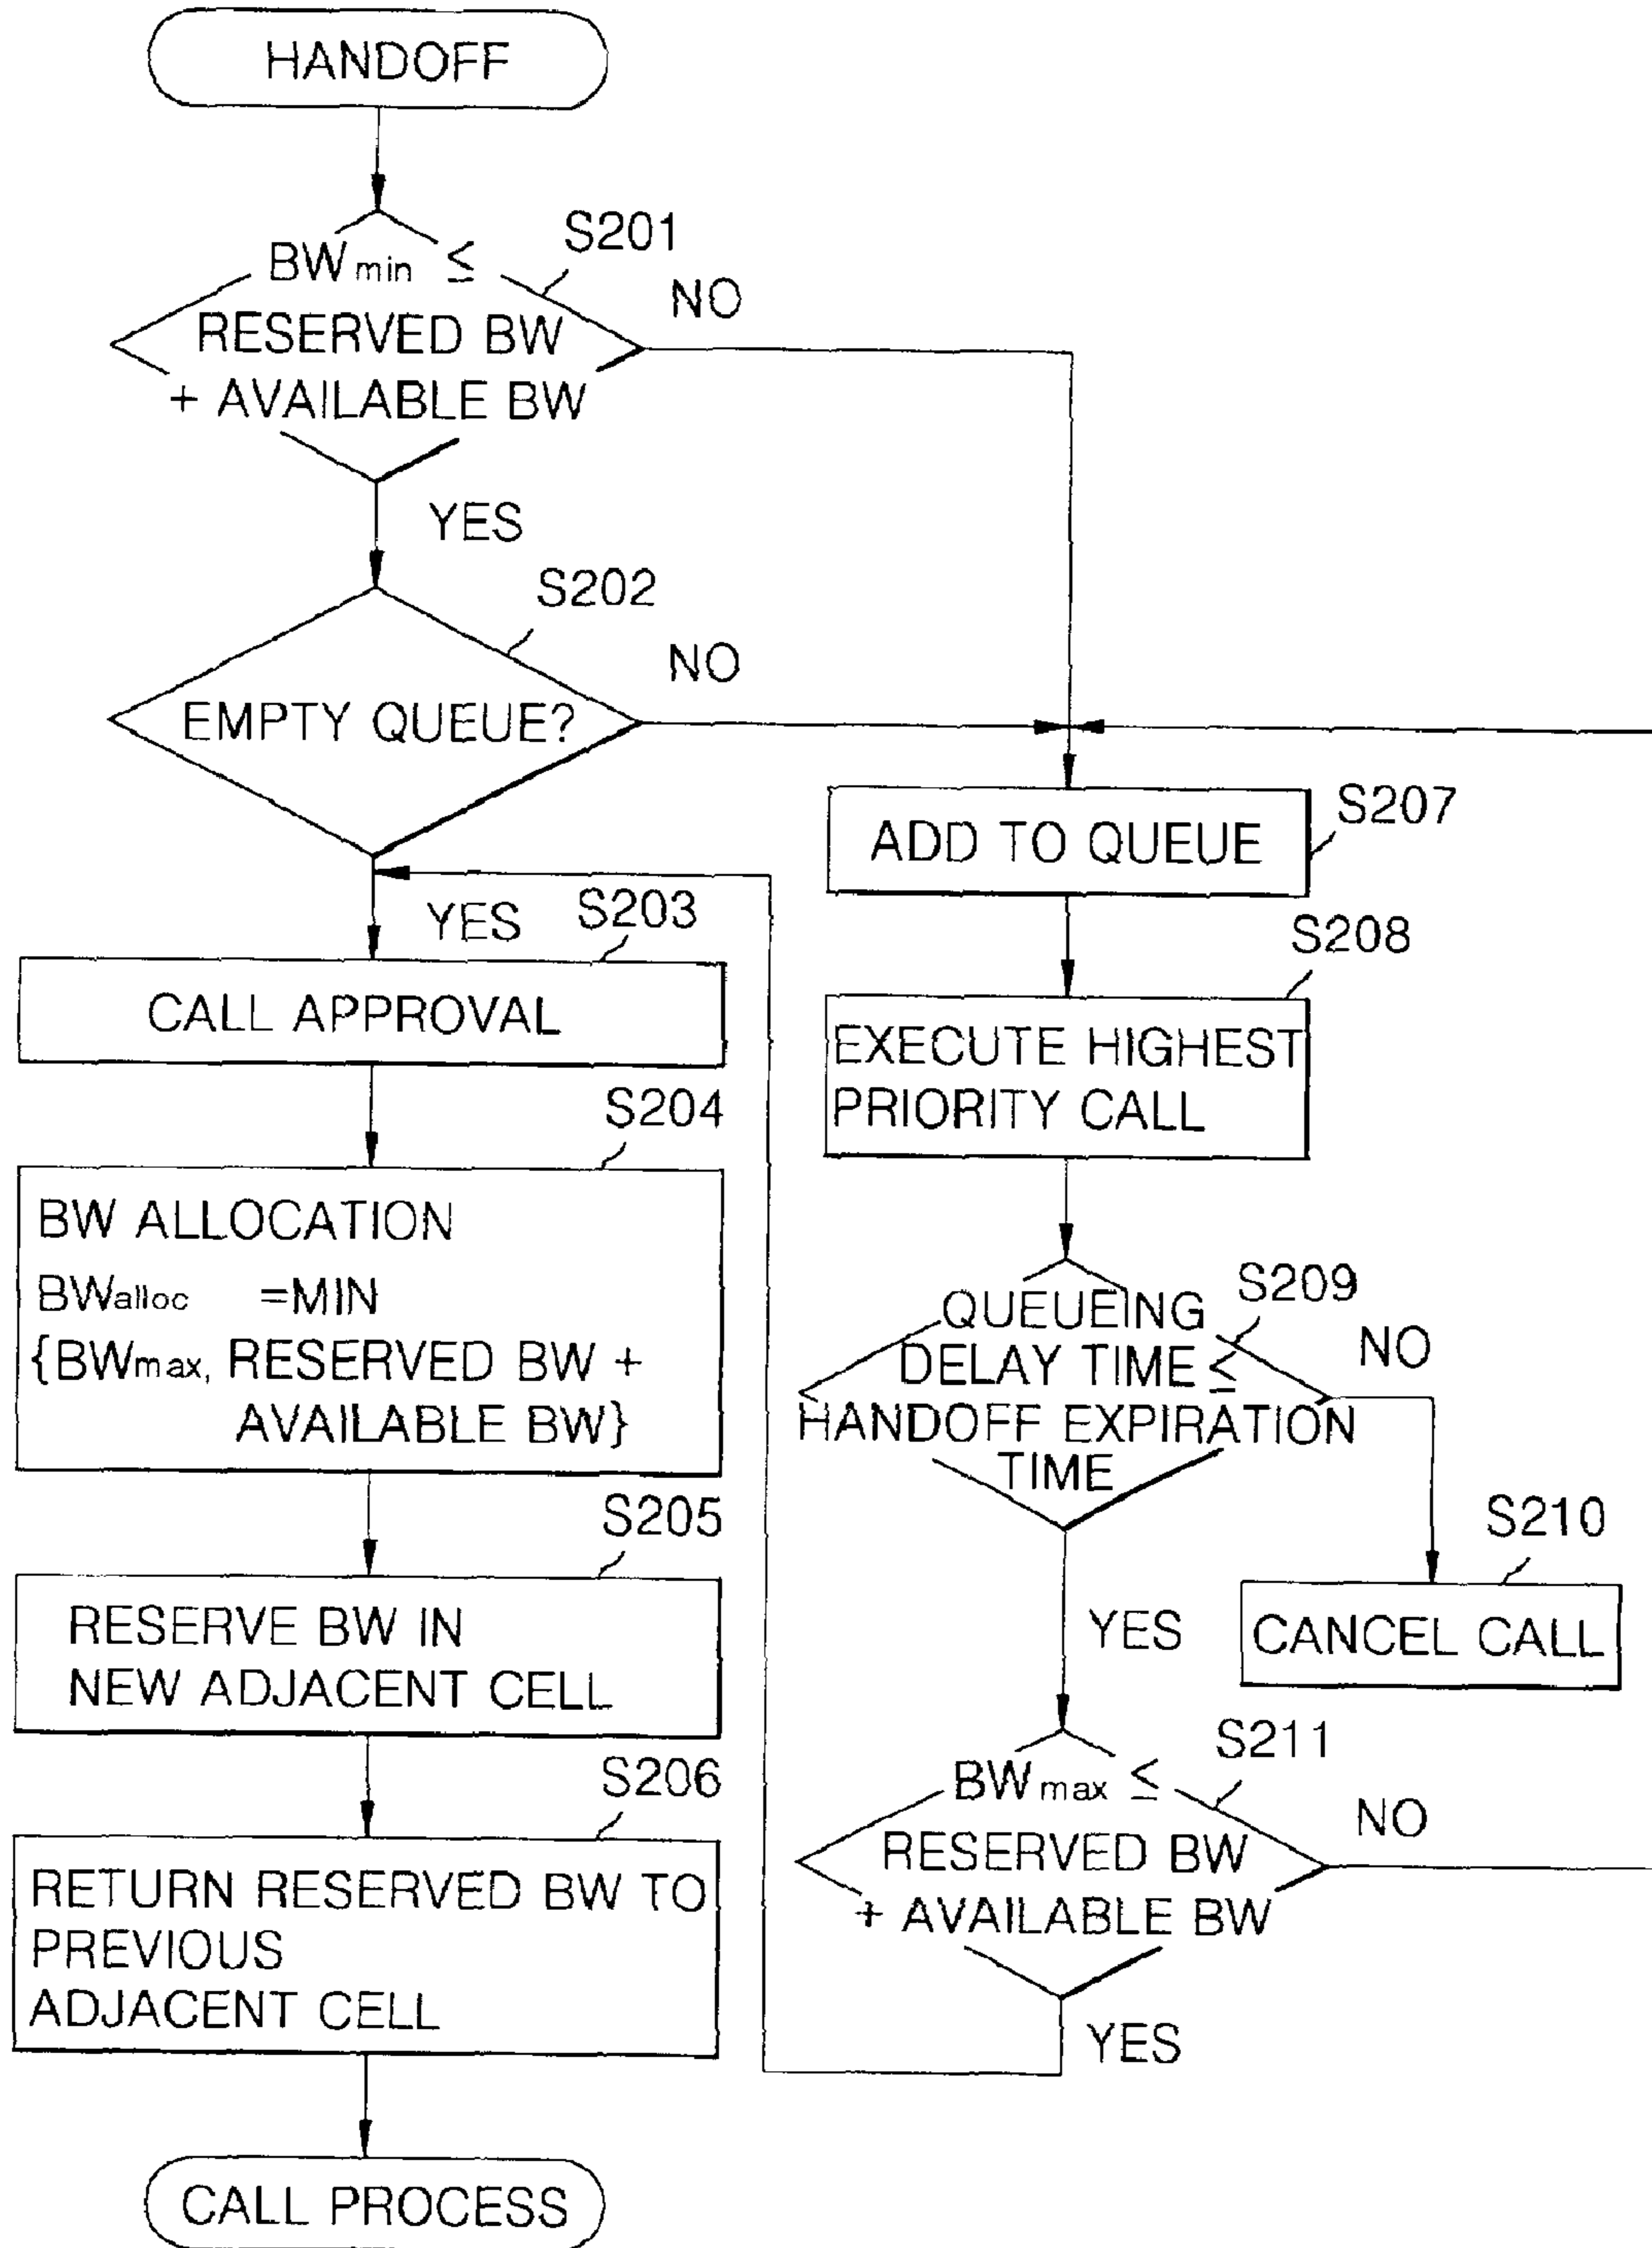 HANDOFF
S201
BWmin ≤
RESERVED BW
+ AVAILABLE BW
NO
YES
S202
EMPTY QUEUE?
NO
YES
S203
CALL APPROVAL
S204
BW ALLOCATION
BWalloc =MIN
{BWmax, RESERVED BW +
AVAILABLE BW}
S205
RESERVE BW IN
NEW ADJACENT CELL
S206
RETURN RESERVED BW TO
PREVIOUS
ADJACENT CELL
CALL PROCESS
S207
ADD TO QUEUE
S208
EXECUTE HIGHEST
PRIORITY CALL
S209
QUEUEING
DELAY TIME ≤
HANDOFF EXPIRATION
TIME
NO
YES
S210
CANCEL CALL
S211
BWmax ≤
RESERVED BW
+ AVAILABLE BW
NO
YES